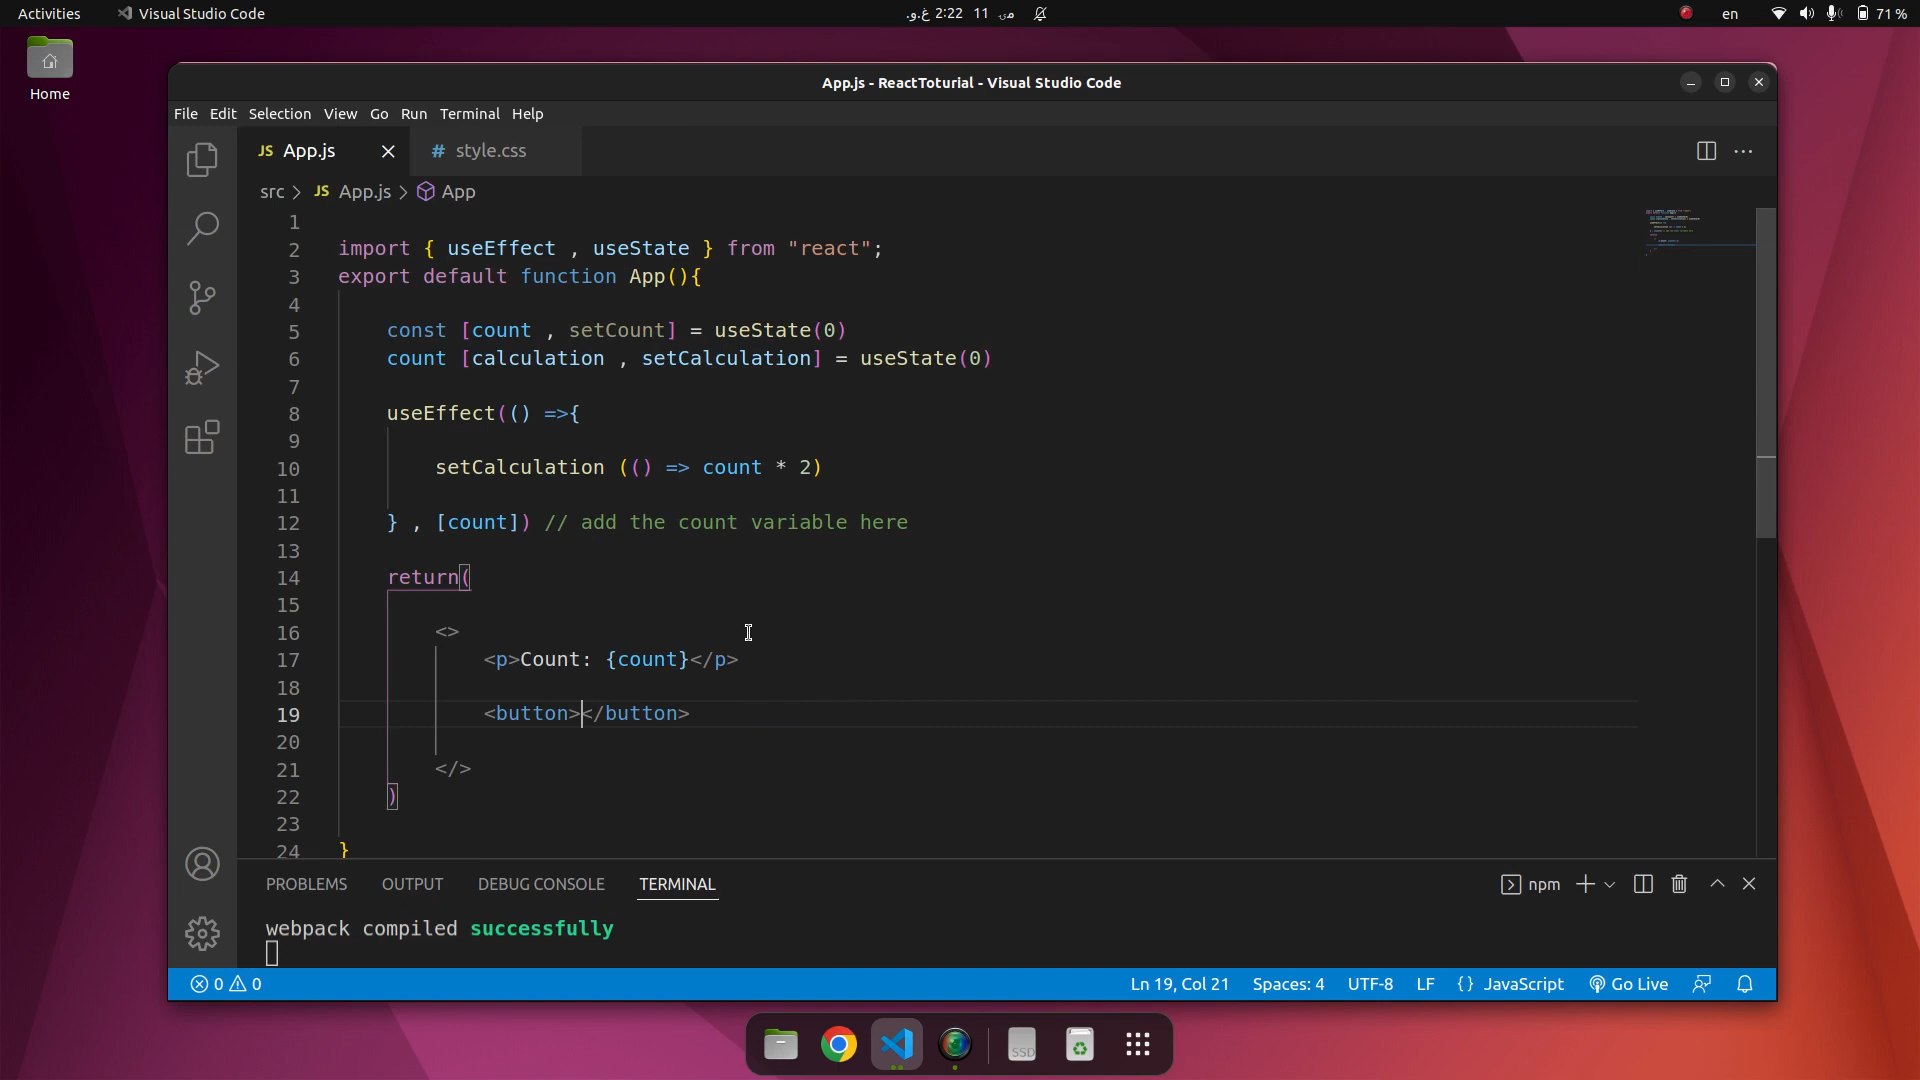 Activities
Visual Studio Code
می 11 2:22 غ.و.
en
71 %
Home
App.js - ReactToturial - Visual Studio Code
File Edit Selection View Go Run Terminal Help
JS App.js
# style.css
src > JS App.js > App
1
2 import { useEffect , useState } from "react";
3 export default function App(){
4
5 const [count , setCount] = useState(0)
6 count [calculation , setCalculation] = useState(0)
7
8 useEffect(() =>{
9
10 setCalculation (() => count * 2)
11
12 } , [count]) // add the count variable here
13
14 return(
15
16 <>
17 <p>Count: {count}</p>
18
19 <button></button>
20
21 </>
22 )
23
24 }
PROBLEMS OUTPUT DEBUG CONSOLE TERMINAL
npm
webpack compiled successfully
0 0
Ln 19, Col 21 Spaces: 4 UTF-8 LF {} JavaScript Go Live
SSD